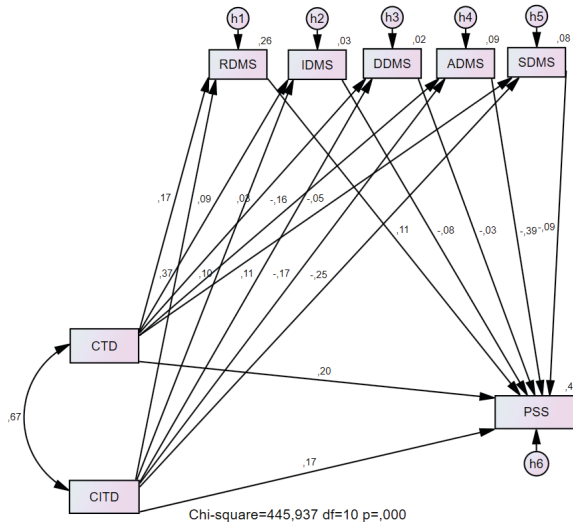 h1 h2 h3 h4 h5
,26 ,03 ,02 ,09 ,08
RDMS IDMS DDMS ADMS SDMS
,17 ,09 ,03 -,16 -,05
,11 -,08 -,03 -,39 -,09
,37 ,10 ,11 -,17 -,25
CTD
,20
,67
,4
PSS
,17
h6
CITD
Chi-square=445,937 df=10 p=,000